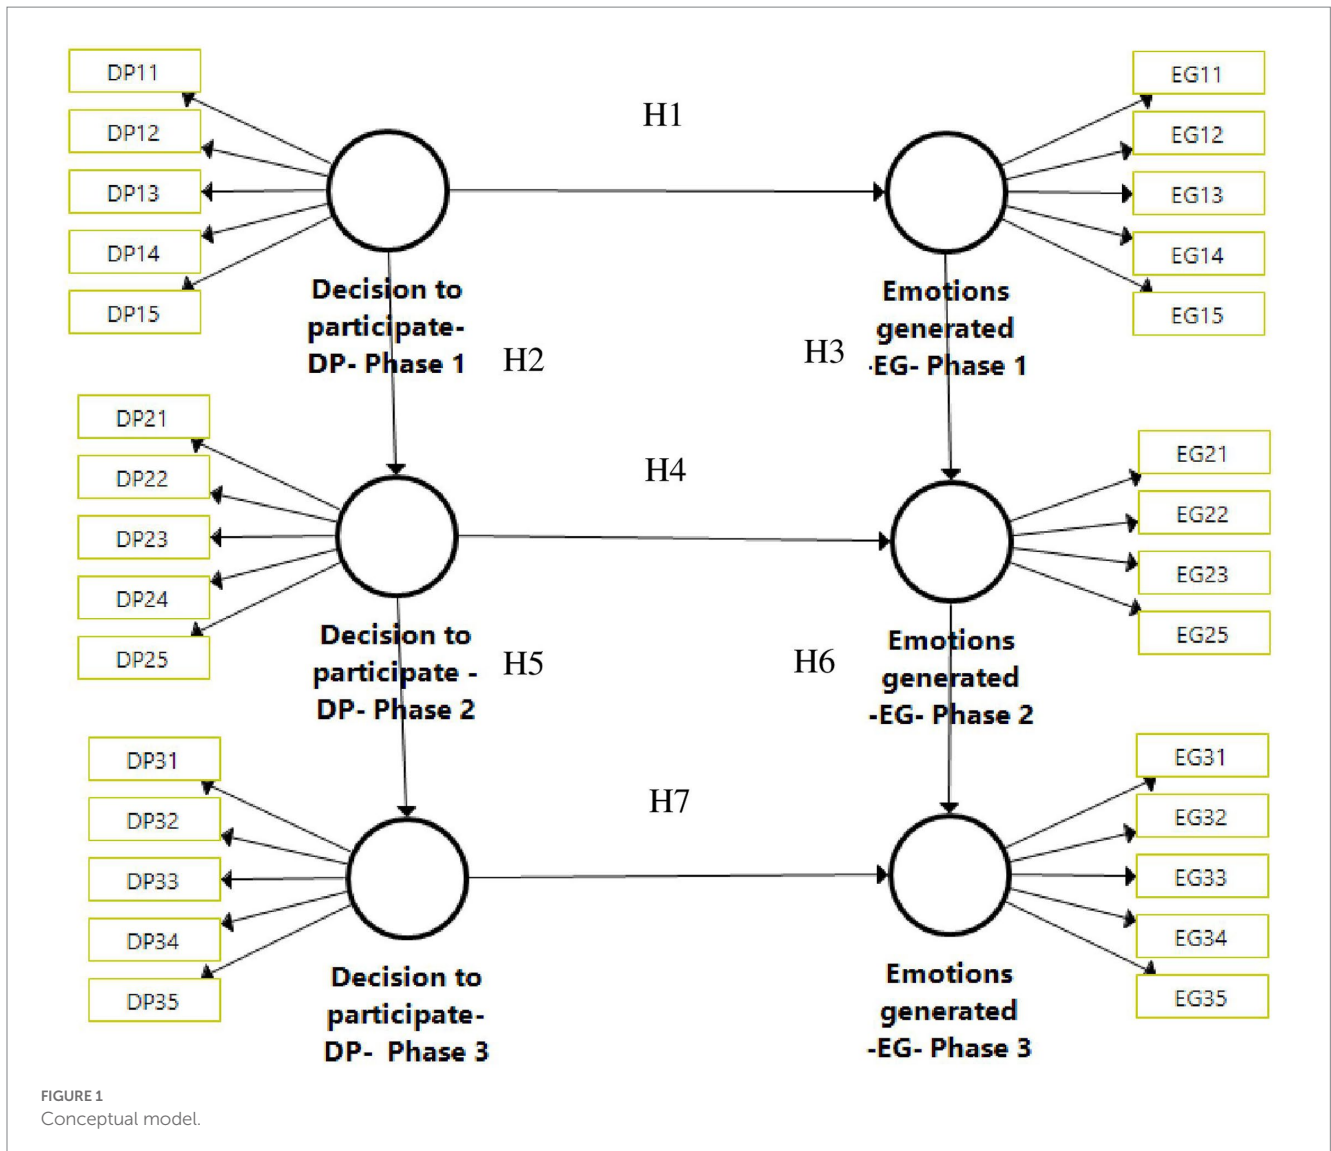 DP11
DP12
DP13
DP14
DP15
H1
EG11
EG12
EG13
EG14
EG15
Decision to
participate-
DP- Phase 1
H2
H3
Emotions
generated
-EG- Phase 1
DP21
DP22
DP23
DP24
DP25
H4
EG21
EG22
EG23
EG25
Decision to
participate -
DP- Phase 2
H5
H6
Emotions
generated
-EG- Phase 2
DP31
DP32
DP33
DP34
DP35
H7
EG31
EG32
EG33
EG34
EG35
Decision to
participate-
DP-  Phase 3
Emotions
generated
-EG- Phase 3
FIGURE 1
Conceptual model.